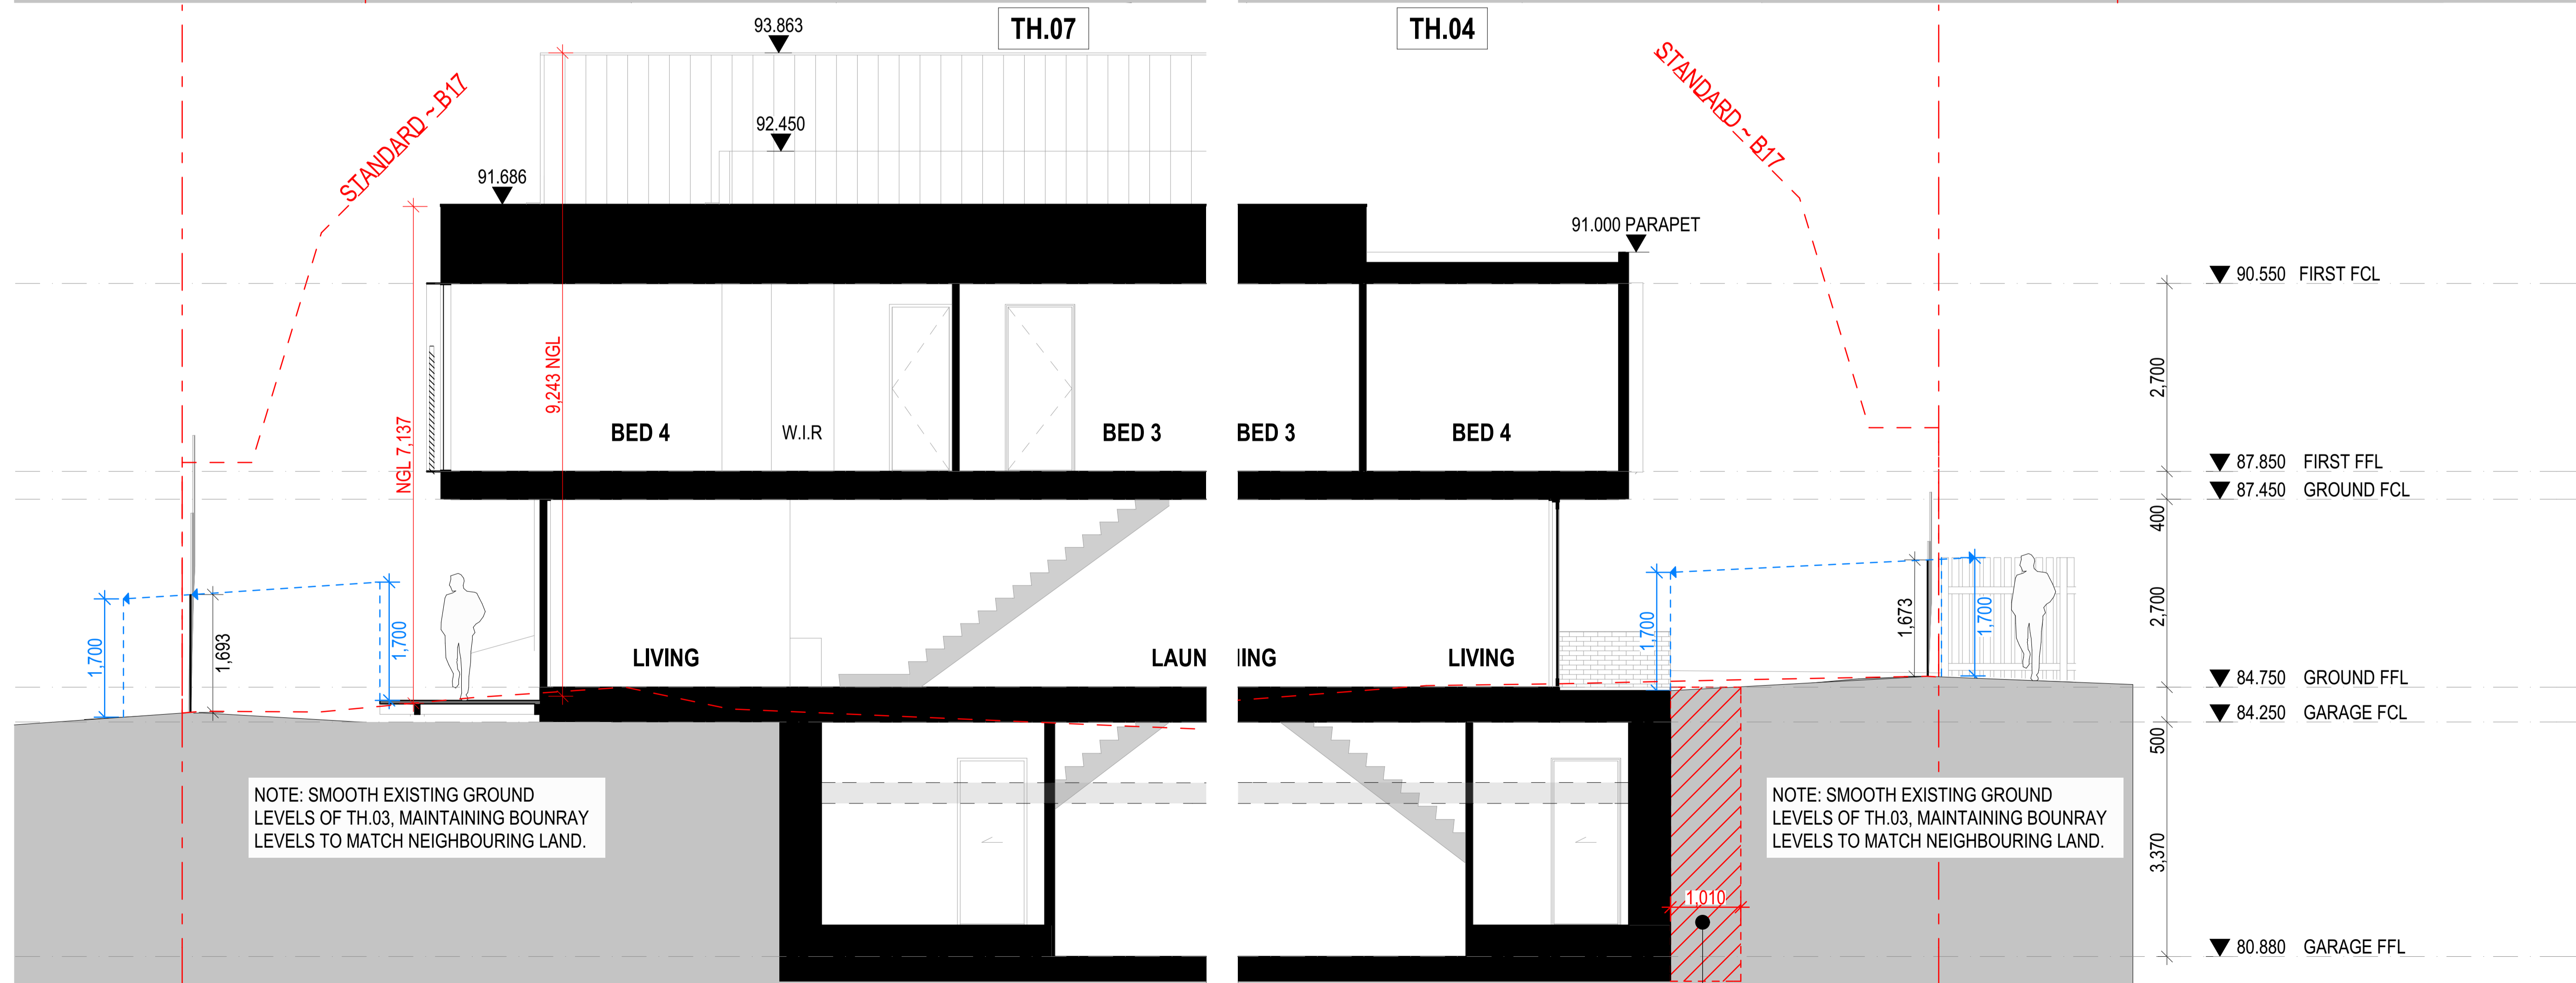 TH.07
TH.04
93.863
92.450
91.686
STANDARD ~ B17
STANDARD ~ B17
91.000 PARAPET
90.550 FIRST FCL
2,700
9,243 NGL
NGL 7,137
BED 4
W.I.R
BED 3
BED 3
BED 4
87.850 FIRST FFL
87.450 GROUND FCL
400
1,700
1,693
1,700
1,700
1,673
1,700
2,700
LIVING
LAUN
NING
LIVING
84.750 GROUND FFL
84.250 GARAGE FCL
500
NOTE: SMOOTH EXISTING GROUND
LEVELS OF TH.03, MAINTAINING BOUNRAY
LEVELS TO MATCH NEIGHBOURING LAND.
NOTE: SMOOTH EXISTING GROUND
LEVELS OF TH.03, MAINTAINING BOUNRAY
LEVELS TO MATCH NEIGHBOURING LAND.
3,370
1,010
80.880 GARAGE FFL